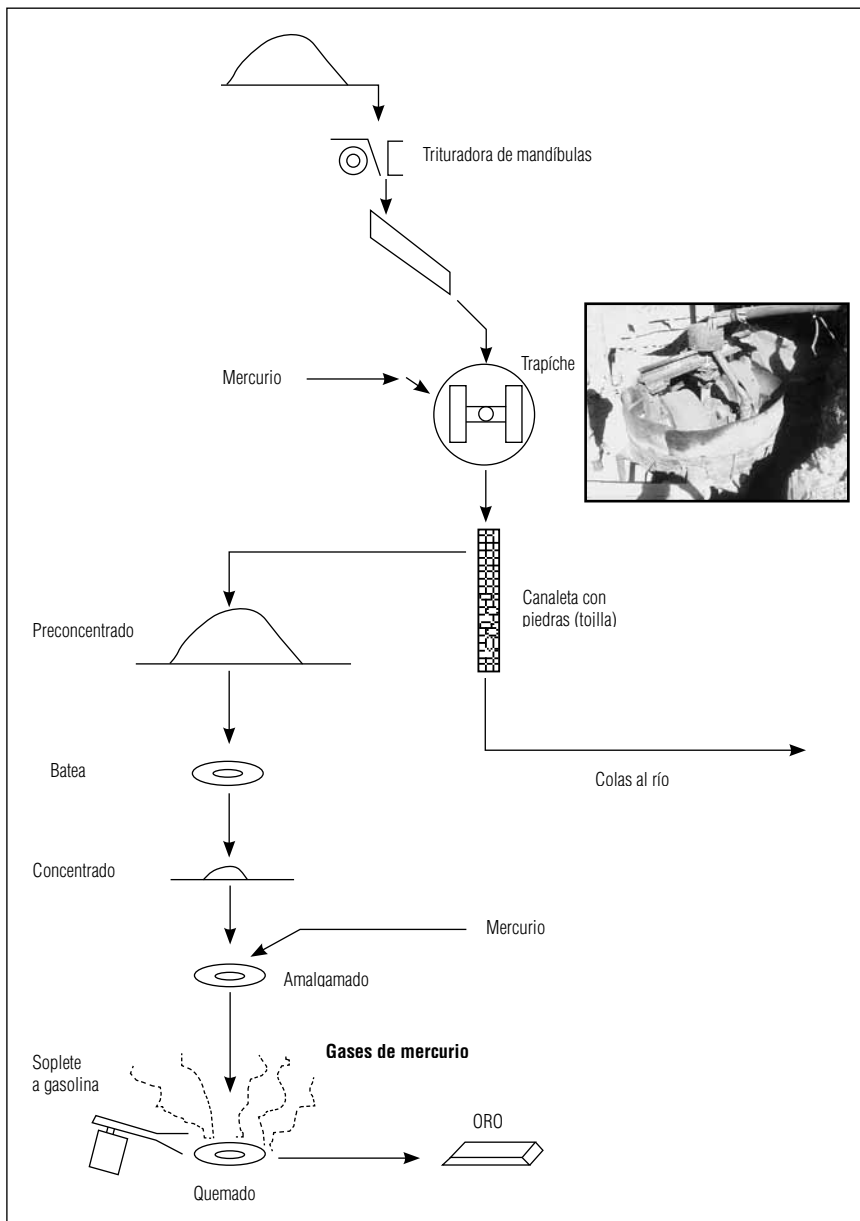 Trituradora de mandíbulas
Trapíche
Mercurio
Canaleta con
piedras (tojlla)
Preconcentrado
Batea
Colas al río
Concentrado
Mercurio
Amalgamado
Gases de mercurio
Soplete
a gasolina
ORO
Quemado